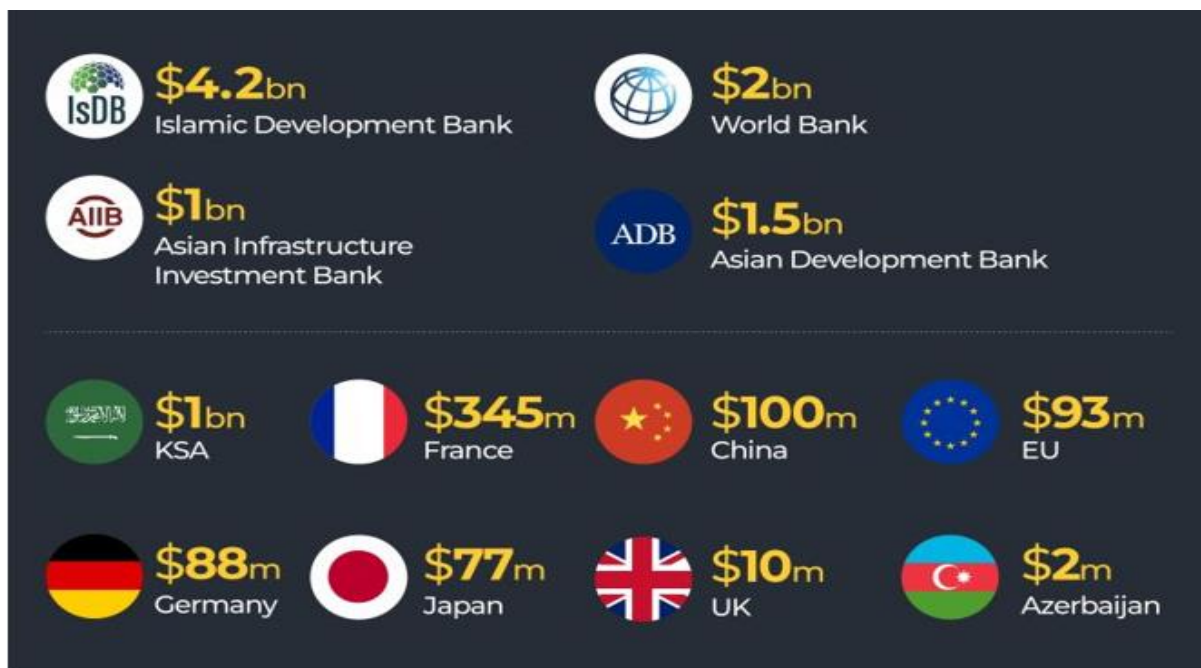 IsDB
$4.2bn
Islamic Development Bank
$2bn
World Bank
AIIB
$1bn
Asian Infrastructure
Investment Bank
ADB
$1.5bn
Asian Development Bank
$1bn
KSA
$345m
France
$100m
China
$93m
EU
$88m
Germany
$77m
Japan
$10m
UK
$2m
Azerbaijan